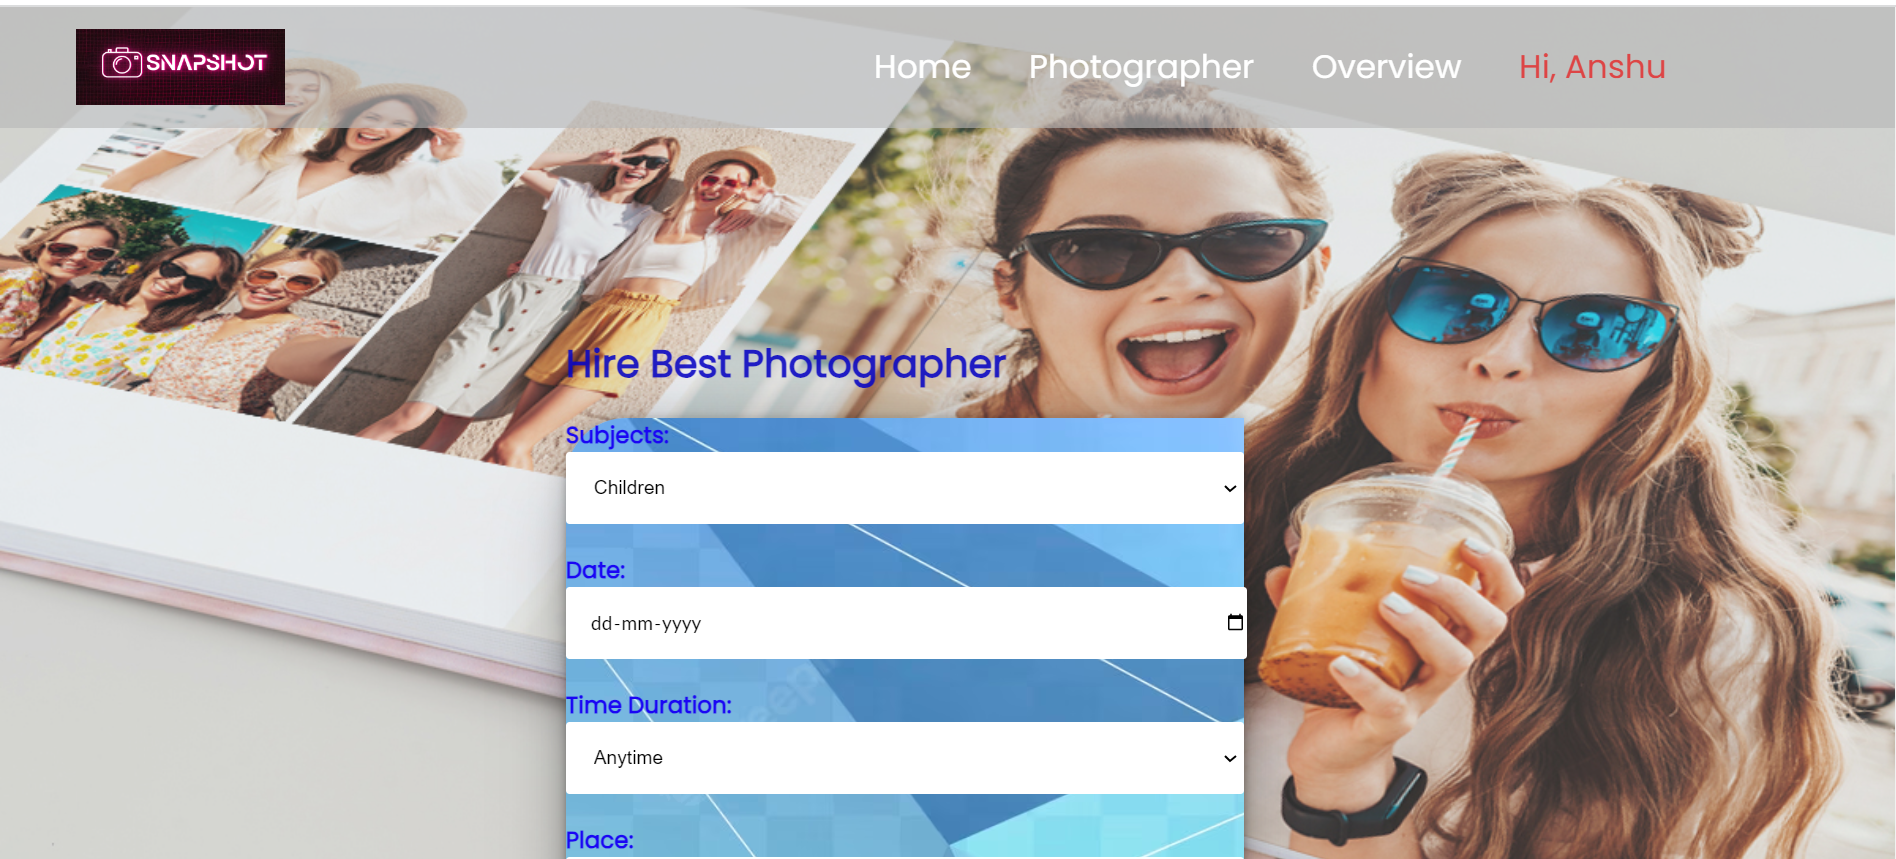 SNAPSHOT
Home Photographer Overview Hi, Anshu
Hire Best Photographer
Subjects:
Children
Date:
dd-mm-yyyy
Time Duration:
Anytime
Place: